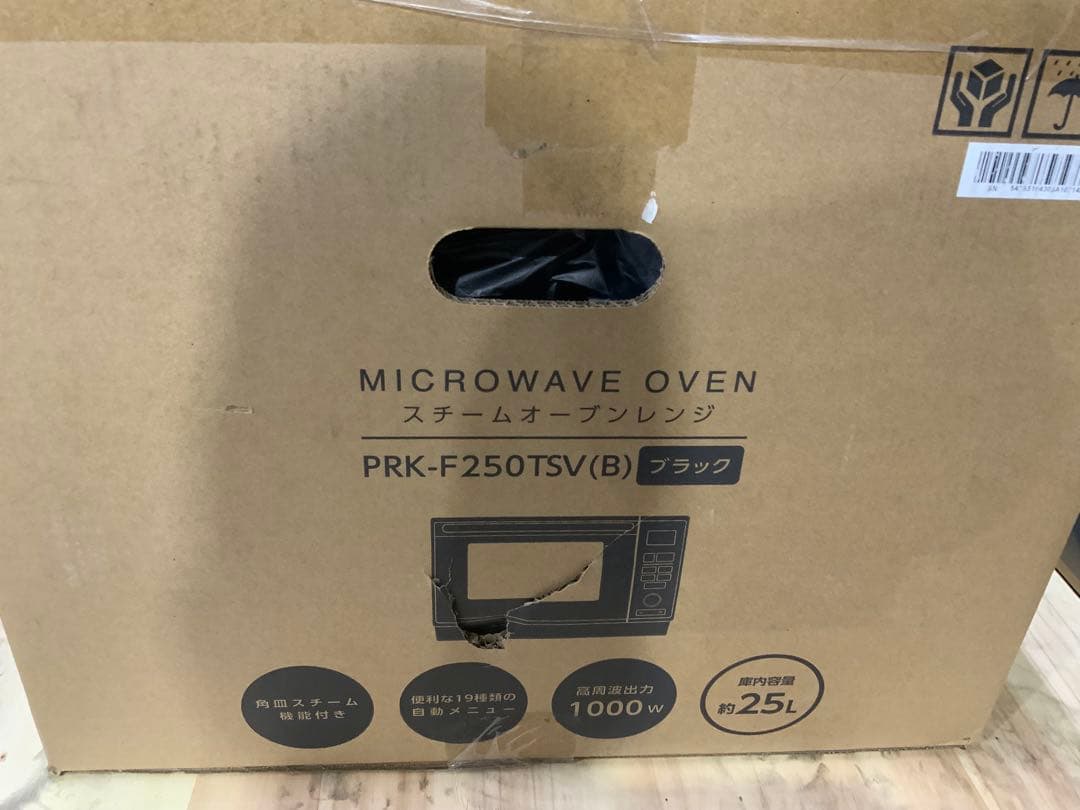 MICROWAVE OVEN
スチームオーブンレンジ
PRK-F250TSV(B) ブラック
角皿スチーム
機能付き
便利な19種類の
自動メニュー
高周波出力
1000W
庫内容量
約25L